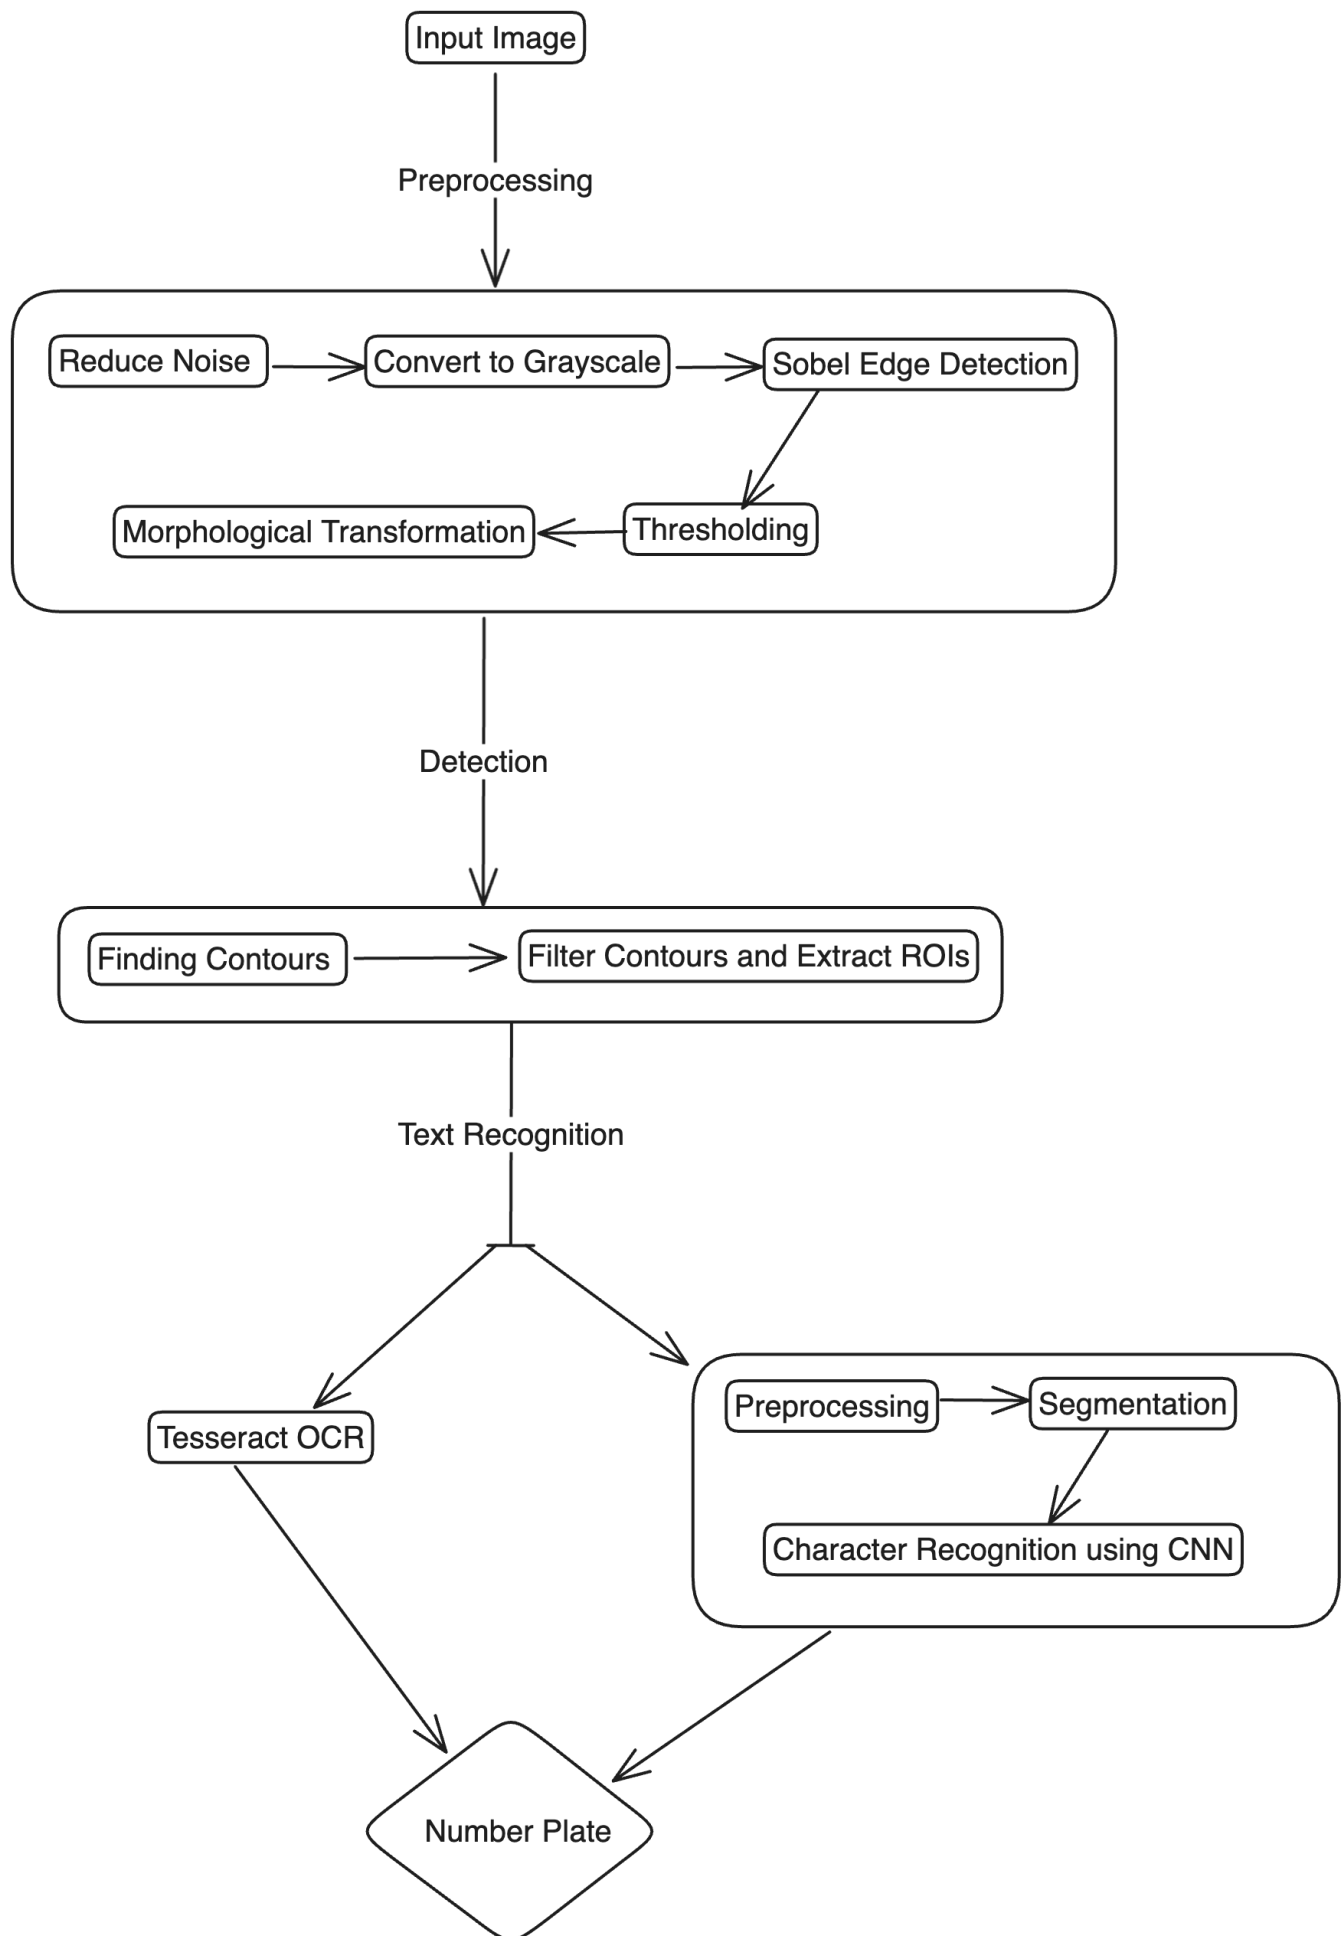 Input Image
Preprocessing
Reduce Noise
Convert to Grayscale
Sobel Edge Detection
Morphological Transformation
Thresholding
Detection
Finding Contours
Filter Contours and Extract ROIs
Text Recognition
Tesseract OCR
Preprocessing
Segmentation
Character Recognition using CNN
Number Plate